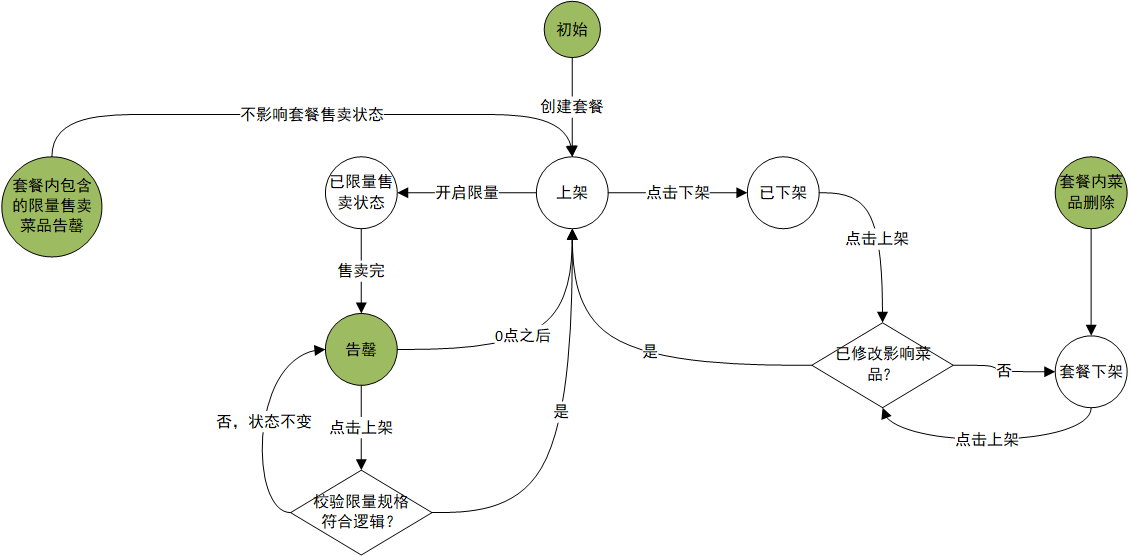 初始
创建套餐
不影响套餐售卖状态
套餐内包含
的限量售卖
菜品告罄
已限量售
卖状态
开启限量
上架
点击下架
已下架
套餐内菜
品删除
点击上架
售卖完
告罄
0点之后
是
已修改影响菜
品？
否
套餐下架
否，状态不变
点击上架
是
点击上架
校验限量规格
符合逻辑？